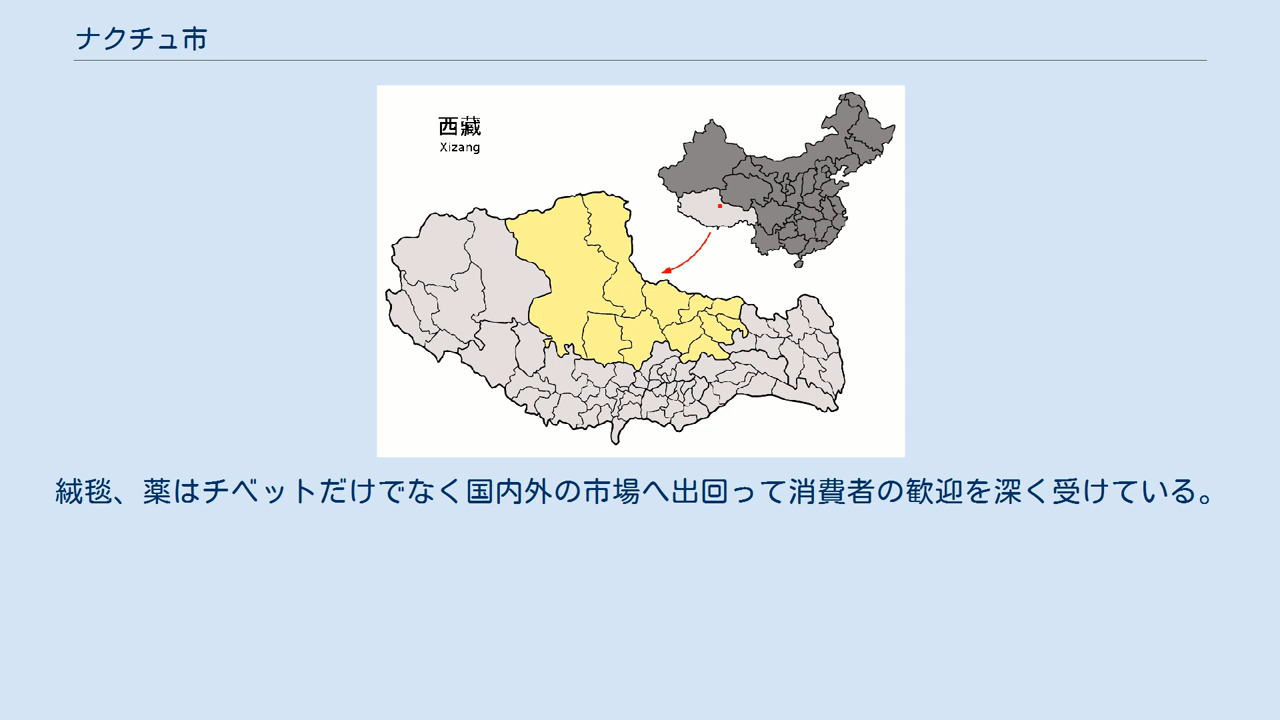 ナクチュ市
西藏
Xizang
絨毯、薬はチベットだけでなく国内外の市場へ出回って消費者の歓迎を深く受けている。